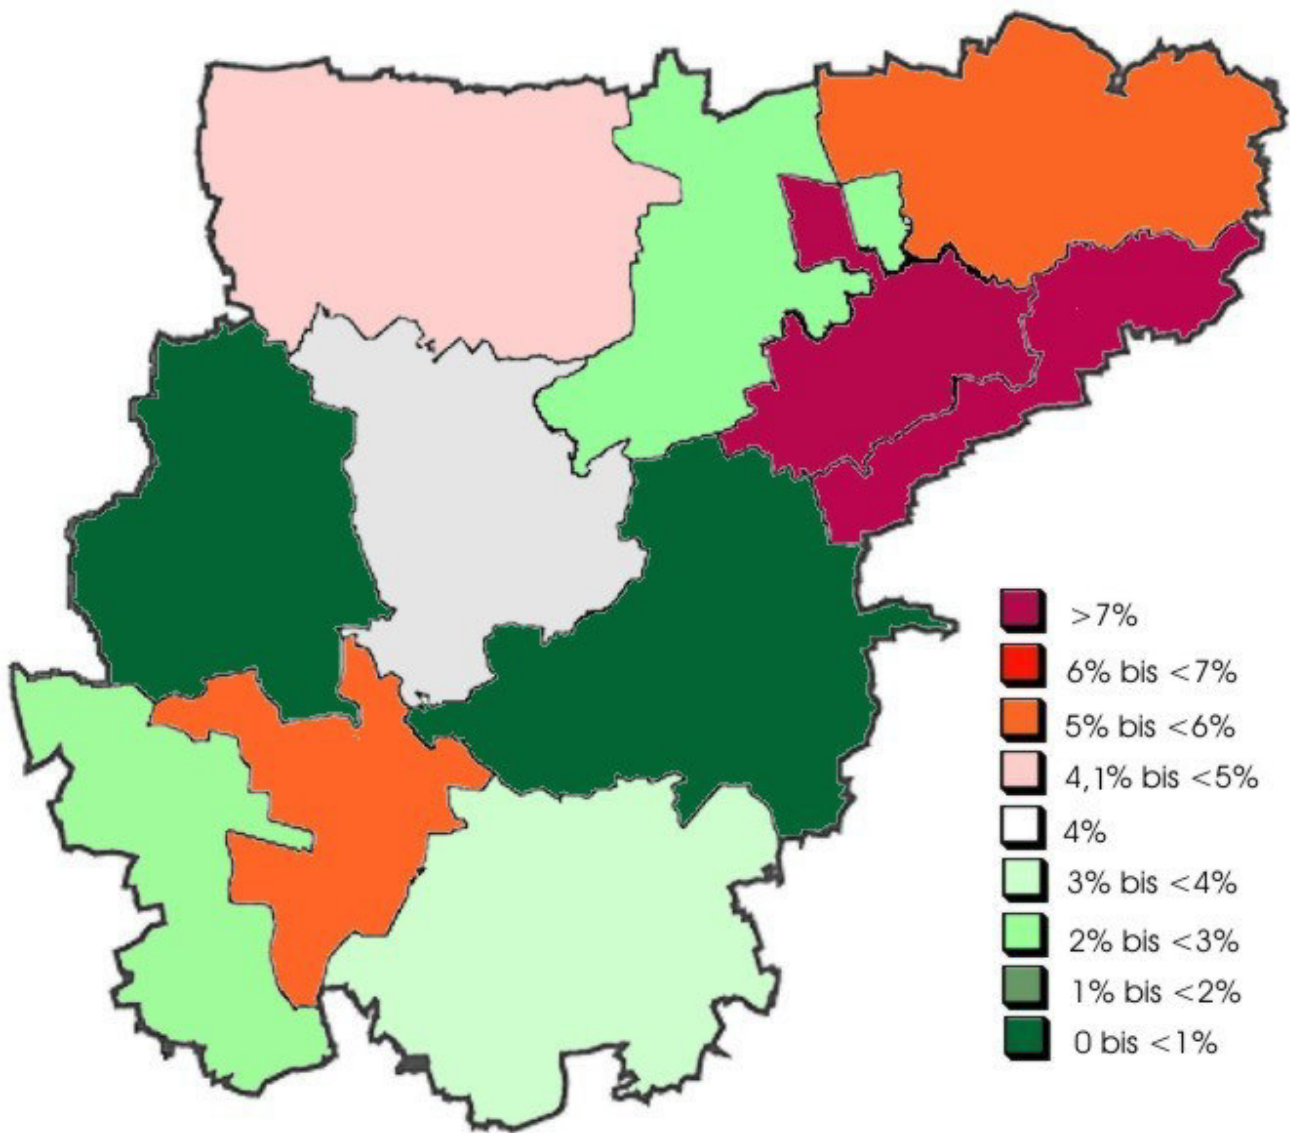 >7%
6% bis <7%
5% bis <6%
4,1% bis <5%
4%
3% bis <4%
2% bis <3%
1% bis <2%
0 bis <1%